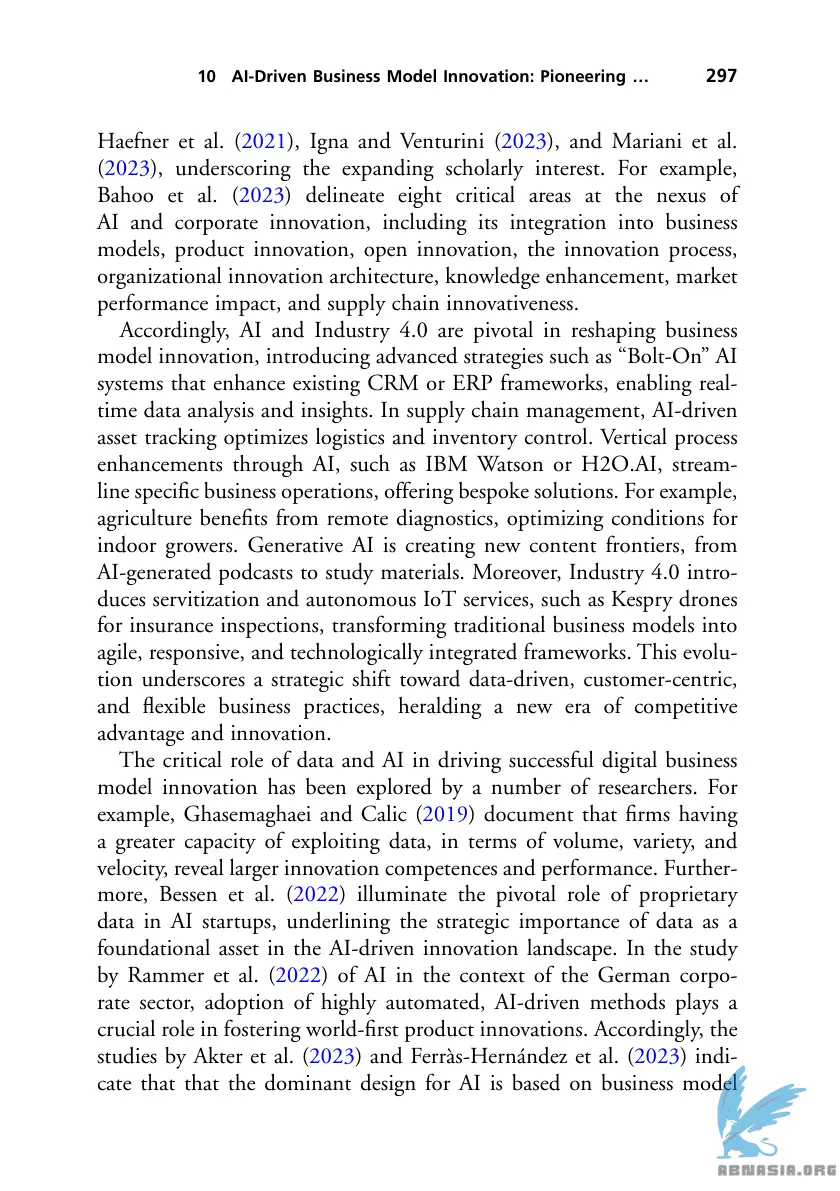 10 AI-Driven Business Model Innovation: Pioneering … 297
Haefner et al. (2021), Igna and Venturini (2023), and Mariani et al.
(2023), underscoring the expanding scholarly interest. For example,
Bahoo et al. (2023) delineate eight critical areas at the nexus of
AI and corporate innovation, including its integration into business
models, product innovation, open innovation, the innovation process,
organizational innovation architecture, knowledge enhancement, market
performance impact, and supply chain innovativeness.
Accordingly, AI and Industry 4.0 are pivotal in reshaping business
model innovation, introducing advanced strategies such as “Bolt-On” AI
systems that enhance existing CRM or ERP frameworks, enabling real-
time data analysis and insights. In supply chain management, AI-driven
asset tracking optimizes logistics and inventory control. Vertical process
enhancements through AI, such as IBM Watson or H2O.AI, stream-
line specific business operations, offering bespoke solutions. For example,
agriculture benefits from remote diagnostics, optimizing conditions for
indoor growers. Generative AI is creating new content frontiers, from
AI-generated podcasts to study materials. Moreover, Industry 4.0 intro-
duces servitization and autonomous IoT services, such as Kespry drones
for insurance inspections, transforming traditional business models into
agile, responsive, and technologically integrated frameworks. This evolu-
tion underscores a strategic shift toward data-driven, customer-centric,
and flexible business practices, heralding a new era of competitive
advantage and innovation.
The critical role of data and AI in driving successful digital business
model innovation has been explored by a number of researchers. For
example, Ghasemaghaei and Calic (2019) document that firms having
a greater capacity of exploiting data, in terms of volume, variety, and
velocity, reveal larger innovation competences and performance. Further-
more, Bessen et al. (2022) illuminate the pivotal role of proprietary
data in AI startups, underlining the strategic importance of data as a
foundational asset in the AI-driven innovation landscape. In the study
by Rammer et al. (2022) of AI in the context of the German corpo-
rate sector, adoption of highly automated, AI-driven methods plays a
crucial role in fostering world-first product innovations. Accordingly, the
studies by Akter et al. (2023) and Ferràs-Hernández et al. (2023) indi-
cate that that the dominant design for AI is based on business model
ABNASIA.ORG